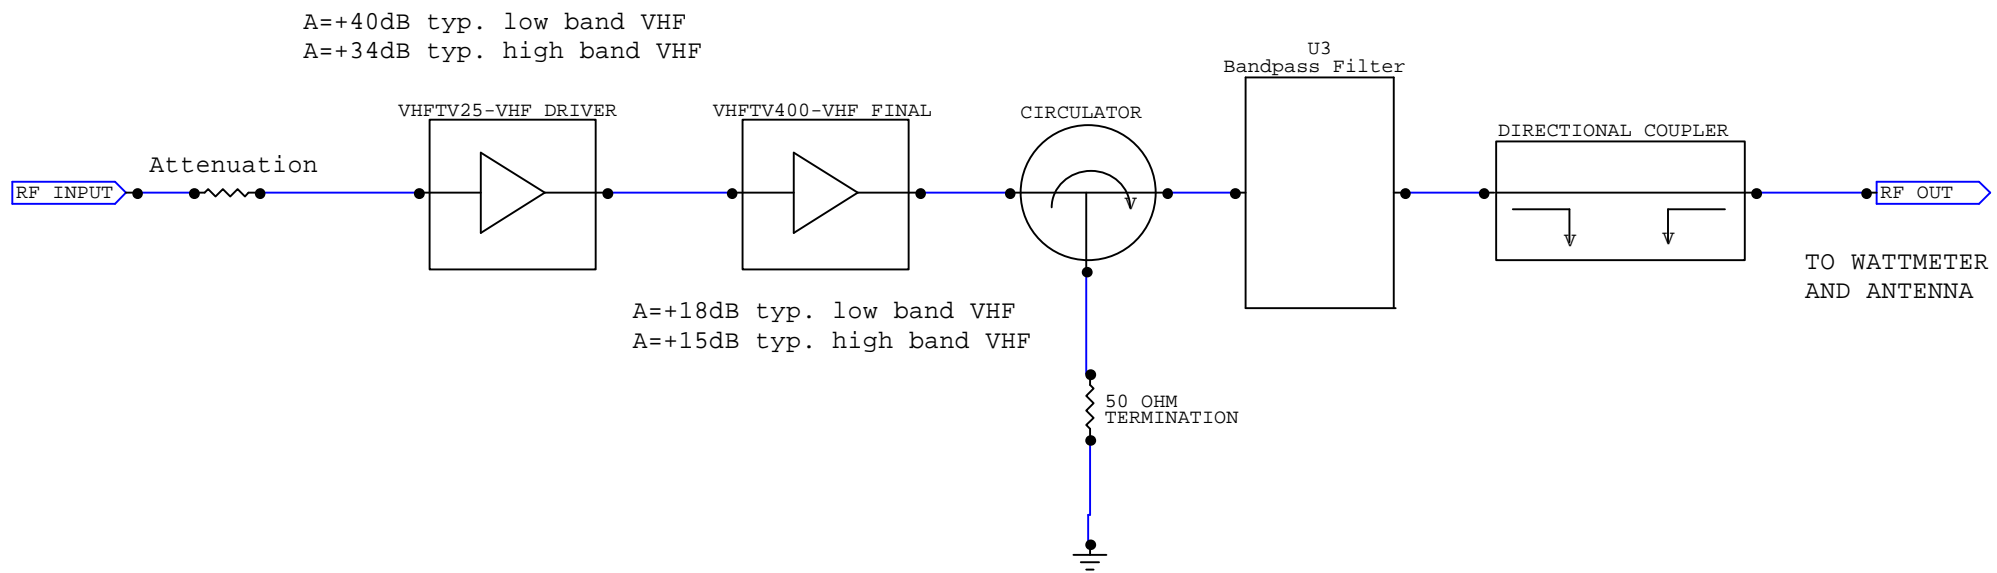 A=+40dB typ. low band VHF
A=+34dB typ. high band VHF
U3
Bandpass Filter
VHFTV25-VHF DRIVER
VHFTV400-VHF FINAL
CIRCULATOR
DIRECTIONAL COUPLER
Attenuation
RF INPUT
RF OUT
TO WATTMETER
AND ANTENNA
A=+18dB typ. low band VHF
A=+15dB typ. high band VHF
50 OHM
TERMINATION